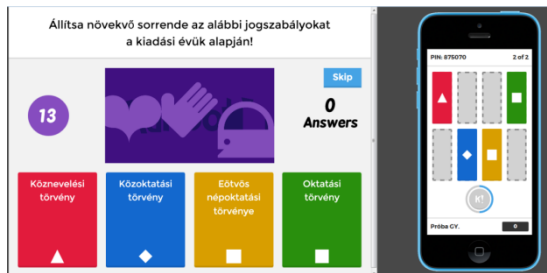 Állítsa növekvő sorrende az alábbi jogszabályokat
a kiadási évük alapján!
Skip
13
0
Answers
Köznevelési
törvény
Közoktatási
törvény
Eötvös
népoktatási
törvénye
Oktatási
törvény
PIN: 875070 2 of 2
K!
Próba GY. 0